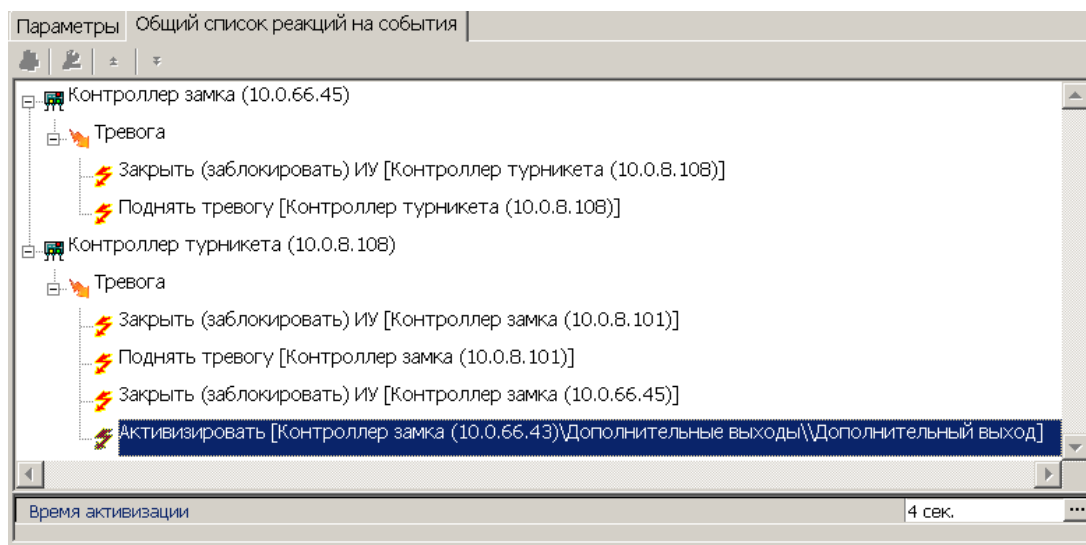 Параметры Общий список реакций на события
Контроллер замка (10.0.66.45)
Тревога
Закрыть (заблокировать) ИУ [Контроллер турникета (10.0.8.108)]
Поднять тревогу [Контроллер турникета (10.0.8.108)]
Контроллер турникета (10.0.8.108)
Тревога
Закрыть (заблокировать) ИУ [Контроллер замка (10.0.8.101)]
Поднять тревогу [Контроллер замка (10.0.8.101)]
Закрыть (заблокировать) ИУ [Контроллер замка (10.0.66.45)]
Активизировать [Контроллер замка (10.0.66.43)\Дополнительные выходы\\Дополнительный выход]
Время активизации 4 сек. ...